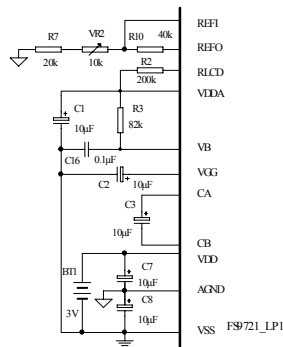 REFI
R7 VR2 R10 40k
REFO
20k 10k R2
RLCD
200k
VDDA
C1 R3
10μF 82k
VB
C16 0.1μF
VGG
C2 10μF
CA
C3
10μF
CB
VDD
BT1 C7
10μF
AGND
C8
3V 10μF
VSS FS9721_LP1